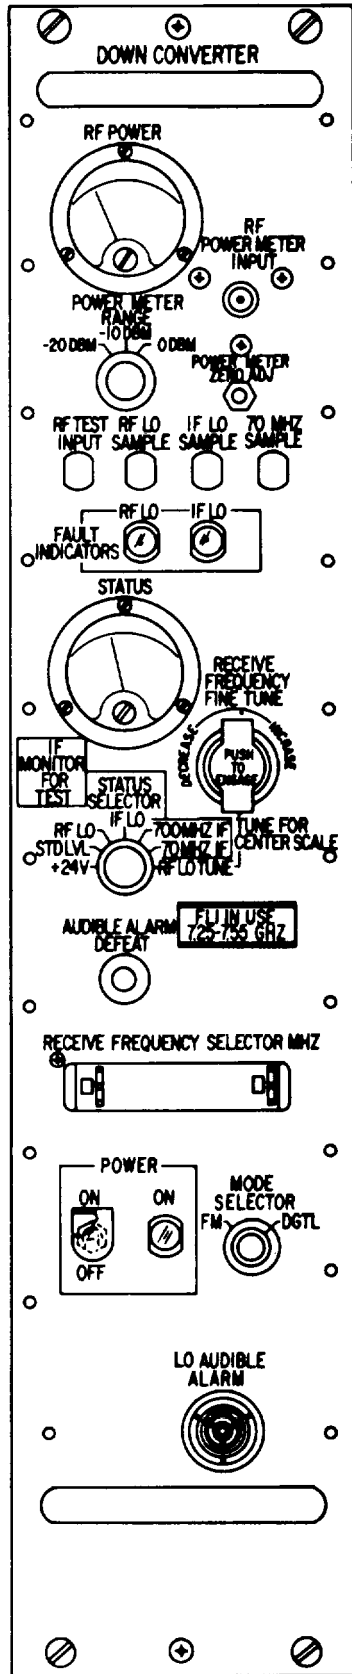 DOWN CONVERTER
RF POWER
RF
POWER METER
INPUT
POWER METER
RANGE
-10 DBM
-20 DBM
0 DBM
POWER METER
ZERO ADJ
RF TEST
INPUT
RF LO
SAMPLE
IF LO
SAMPLE
70 MHZ
SAMPLE
RF LO
IF LO
FAULT
INDICATORS
STATUS
RECEIVE
FREQUENCY
FINE TUNE
DECREASE
INCREASE
PUSH
TO
ENGAGE
IF
MONITOR
FOR
TEST
STATUS
SELECTOR
IF LO
RF LO
700MHZ IF
STD LVL
70 MHZ IF
+24V
RF LO TUNE
TUNE FOR
CENTER SCALE
AUDIBLE ALARM
DEFEAT
FL1 IN USE
7.25-7.55 GHZ
RECEIVE FREQUENCY SELECTOR MHZ
POWER
ON
ON
OFF
MODE
SELECTOR
FM
DGTL
LO AUDIBLE
ALARM